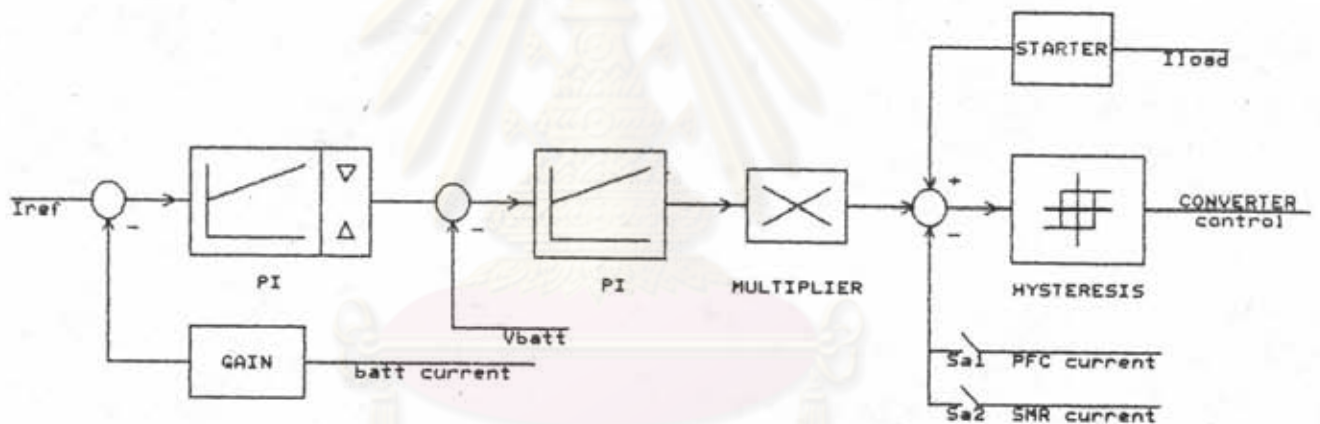 STARTER
Iload
Iref
-
PI
-
PI
MULTIPLIER
+
-
HYSTERESIS
CONVERTER
control
GAIN
batt current
Vbatt
Sa1 PFC current
Sa2 SMR current